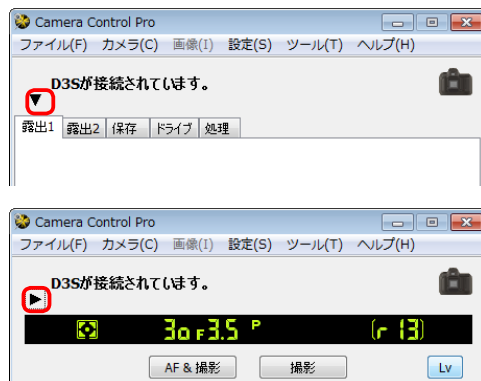 Camera Control Pro
ファイル(F) カメラ(C) 画像(I) 設定(S) ツール(T) ヘルプ(H)
D3Sが接続されています。
露出1 露出2 保存 ドライブ 処理
Camera Control Pro
ファイル(F) カメラ(C) 画像(I) 設定(S) ツール(T) ヘルプ(H)
D3Sが接続されています。
30 F3.5 P (r 13)
AF & 撮影 撮影 Lv